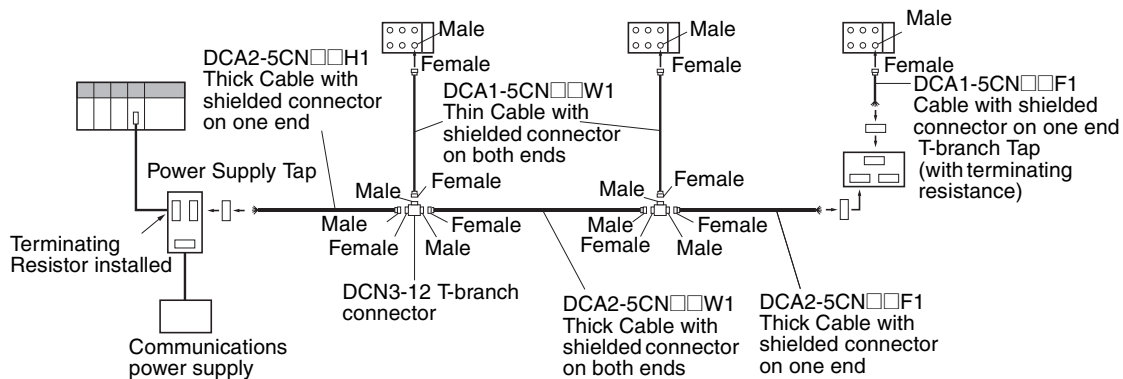 Male
Male
Male
DCA2-5CN□□H1
Thick Cable with
shielded connector
on one end
Female
Female
Female
DCA1-5CN□□W1
Thin Cable with
shielded connector
on both ends
DCA1-5CN□□F1
Cable with shielded
connector on one end
T-branch Tap
(with terminating
resistance)
Power Supply Tap
Male
Female
Male
Female
Male
Female
Female
Male
Male
Female
Female
Male
Terminating
Resistor installed
DCN3-12 T-branch
connector
DCA2-5CN□□W1
Thick Cable with
shielded connector
on both ends
DCA2-5CN□□F1
Thick Cable with
shielded connector
on one end
Communications
power supply